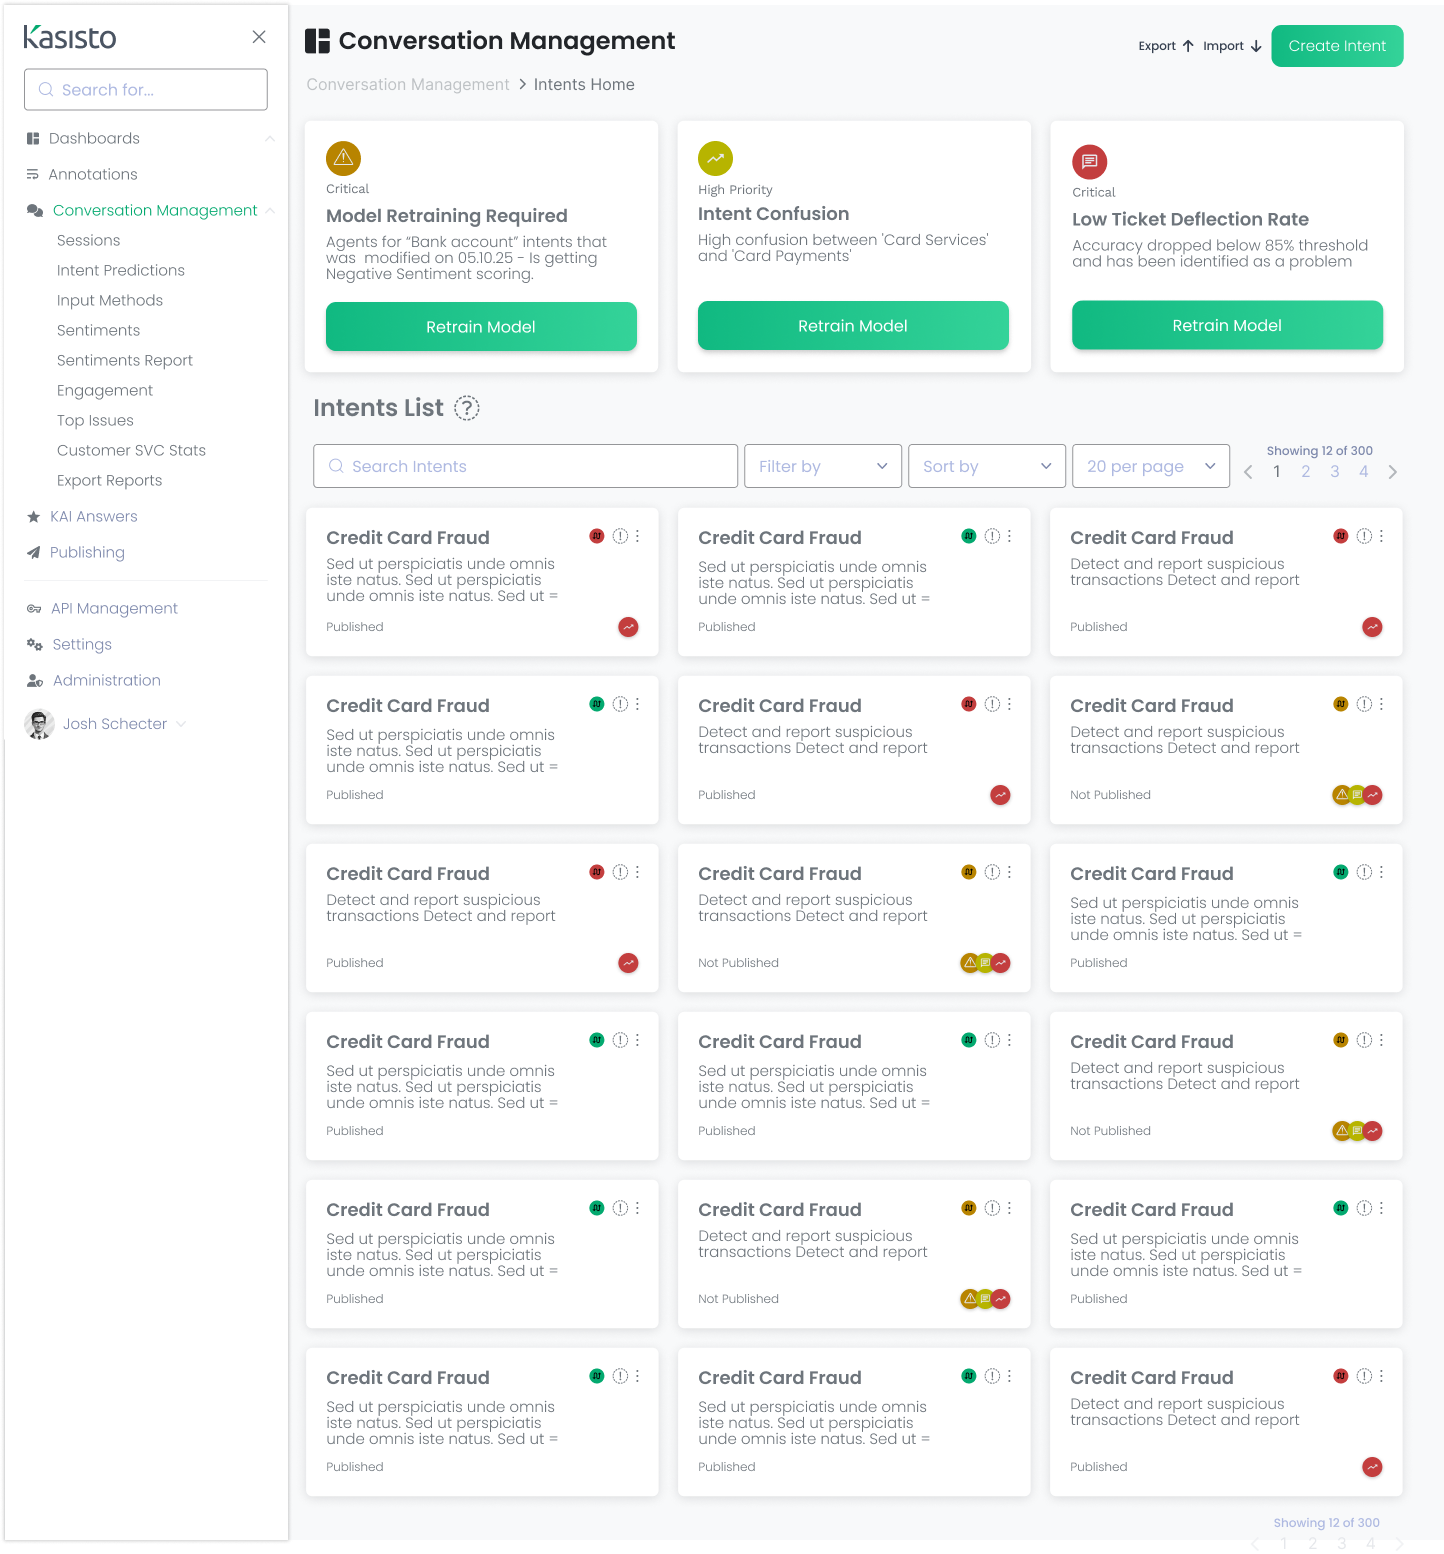 Kasisto
Search for...
Dashboards
Annotations
Conversation Management
Sessions
Intent Predictions
Input Methods
Sentiments
Sentiments Report
Engagement
Top Issues
Customer SVC Stats
Export Reports
KAI Answers
Publishing
API Management
Settings
Administration
Josh Schecter
Conversation Management
Export Import Create Intent
Conversation Management > Intents Home
Critical
Model Retraining Required
Agents for “Bank account” intents that
was modified on 05.10.25 - Is getting
Negative Sentiment scoring.
Retrain Model
High Priority
Intent Confusion
High confusion between 'Card Services'
and 'Card Payments'
Retrain Model
Critical
Low Ticket Deflection Rate
Accuracy dropped below 85% threshold
and has been identified as a problem
Retrain Model
Intents List ?
Search Intents
Filter by
Sort by
20 per page
Showing 12 of 300
1 2 3 4
Credit Card Fraud
Sed ut perspiciatis unde omnis
iste natus. Sed ut perspiciatis
unde omnis iste natus. Sed ut =
Published
Credit Card Fraud
Sed ut perspiciatis unde omnis
iste natus. Sed ut perspiciatis
unde omnis iste natus. Sed ut =
Published
Credit Card Fraud
Detect and report suspicious
transactions Detect and report
Published
Credit Card Fraud
Sed ut perspiciatis unde omnis
iste natus. Sed ut perspiciatis
unde omnis iste natus. Sed ut =
Published
Credit Card Fraud
Detect and report suspicious
transactions Detect and report
Published
Credit Card Fraud
Detect and report suspicious
transactions Detect and report
Not Published
Credit Card Fraud
Detect and report suspicious
transactions Detect and report
Published
Credit Card Fraud
Detect and report suspicious
transactions Detect and report
Not Published
Credit Card Fraud
Sed ut perspiciatis unde omnis
iste natus. Sed ut perspiciatis
unde omnis iste natus. Sed ut =
Published
Credit Card Fraud
Sed ut perspiciatis unde omnis
iste natus. Sed ut perspiciatis
unde omnis iste natus. Sed ut =
Published
Credit Card Fraud
Sed ut perspiciatis unde omnis
iste natus. Sed ut perspiciatis
unde omnis iste natus. Sed ut =
Published
Credit Card Fraud
Detect and report suspicious
transactions Detect and report
Not Published
Credit Card Fraud
Sed ut perspiciatis unde omnis
iste natus. Sed ut perspiciatis
unde omnis iste natus. Sed ut =
Published
Credit Card Fraud
Detect and report suspicious
transactions Detect and report
Not Published
Credit Card Fraud
Sed ut perspiciatis unde omnis
iste natus. Sed ut perspiciatis
unde omnis iste natus. Sed ut =
Published
Credit Card Fraud
Sed ut perspiciatis unde omnis
iste natus. Sed ut perspiciatis
unde omnis iste natus. Sed ut =
Published
Credit Card Fraud
Sed ut perspiciatis unde omnis
iste natus. Sed ut perspiciatis
unde omnis iste natus. Sed ut =
Published
Credit Card Fraud
Detect and report suspicious
transactions Detect and report
Published
Showing 12 of 300
1 2 3 4